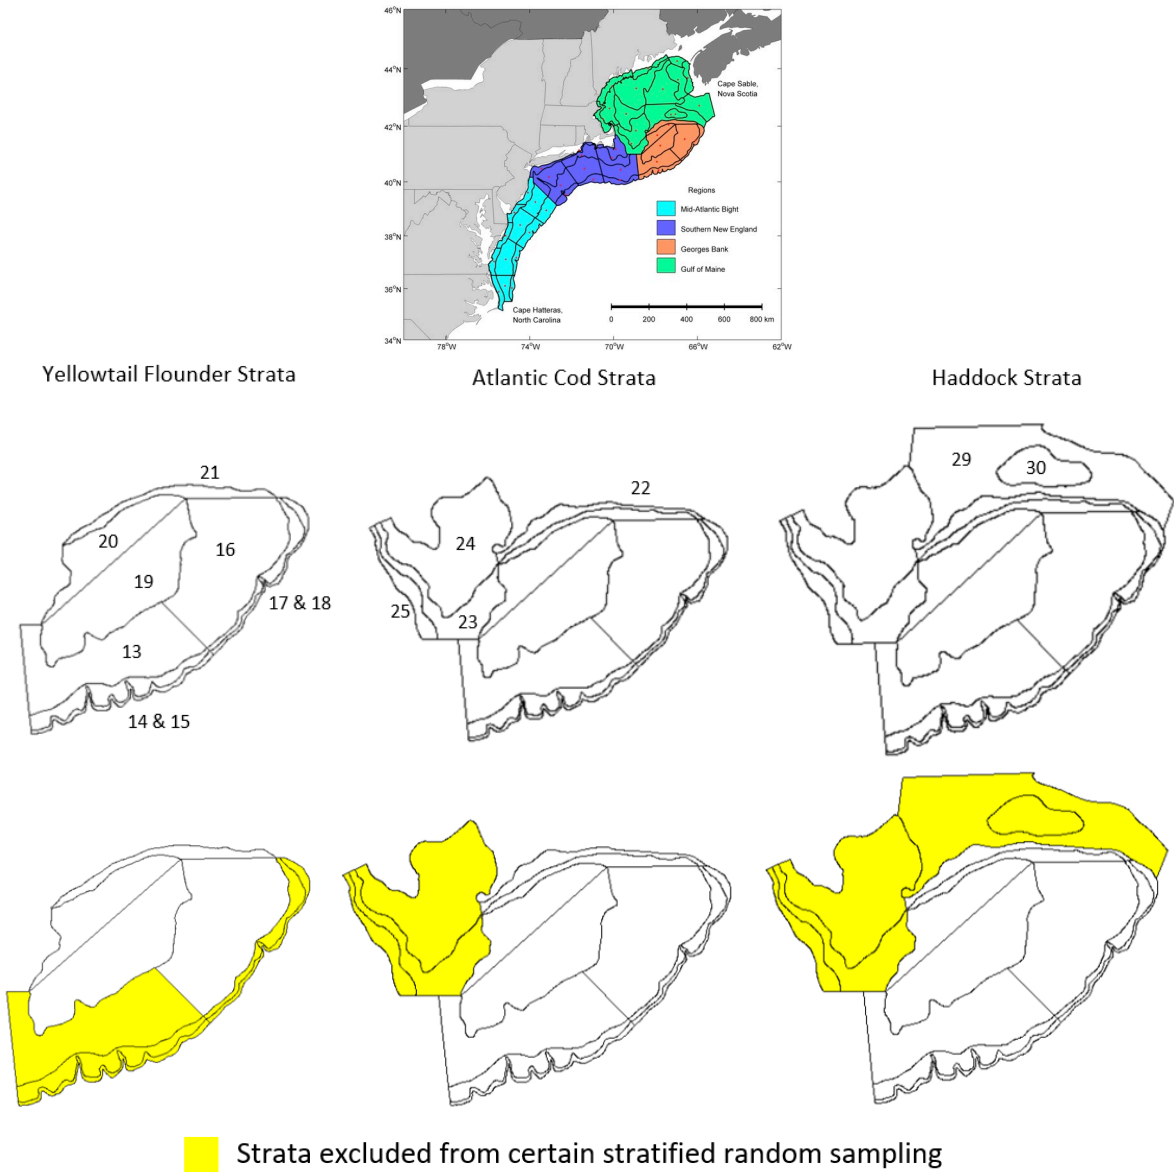 46°N
44°N
42°N
40°N
38°N
36°N
34°N
78°W
74°W
70°W
66°W
62°W
Cape Sable,
Nova Scotia
Regions
Mid-Atlantic Bight
Southern New England
Georges Bank
Gulf of Maine
0 200 400 600 800 km
Cape Hatteras,
North Carolina
Yellowtail Flounder Strata
Atlantic Cod Strata
Haddock Strata
21
20
16
19
17 & 18
13
14 & 15
22
24
25
23
29
30
Strata excluded from certain stratified random sampling